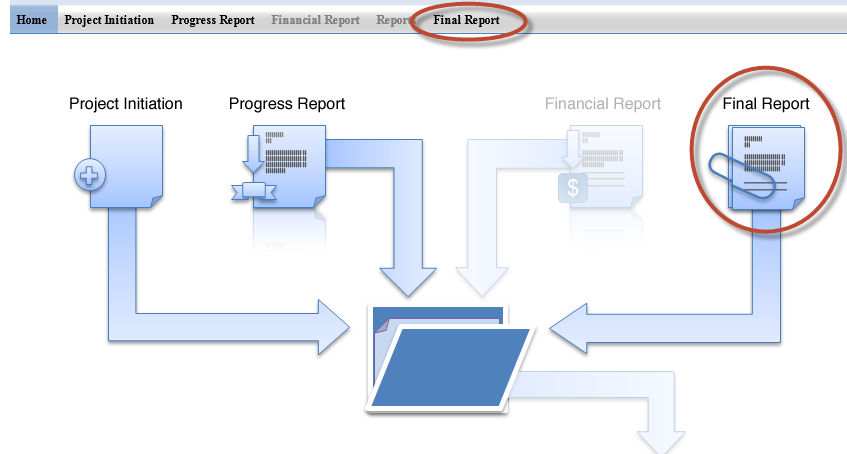 Home Project Initiation Progress Report Financial Report Reports Final Report
Project Initiation Progress Report Financial Report Final Report
$